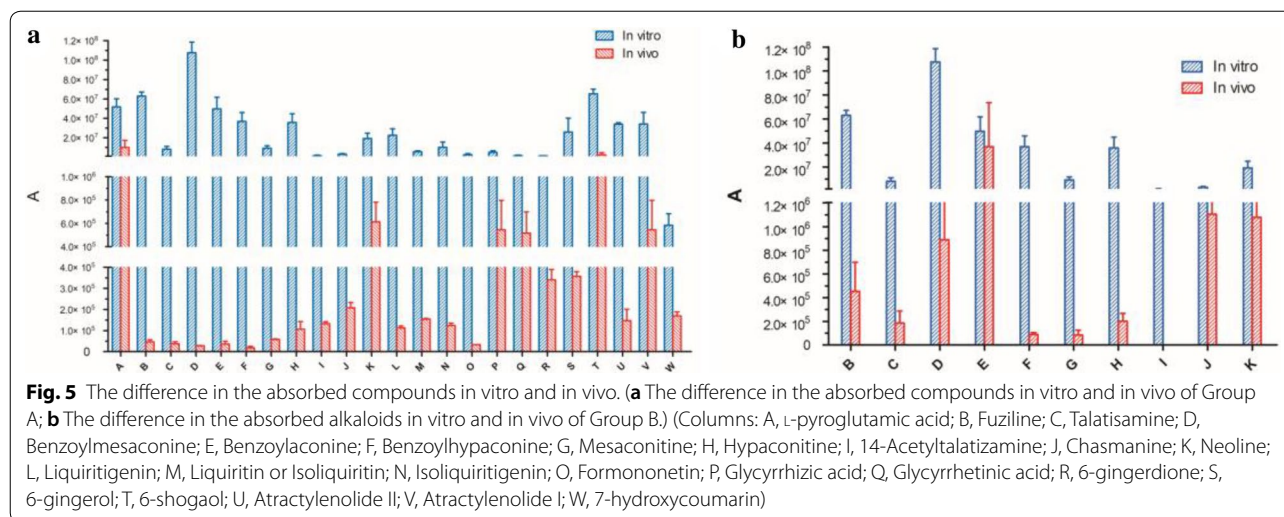 a
b
In vitro
In vivo
1.2× 10⁸
1.0× 10⁸
8.0× 10⁷
6.0× 10⁷
4.0× 10⁷
2.0× 10⁷
1.0× 10⁶
8.0× 10⁵
6.0× 10⁵
4.0× 10⁵
4.0× 10⁵
3.0× 10⁵
2.0× 10⁵
1.0× 10⁵
0
A
A B C D E F G H I J K L M N O P Q R S T U V W
In vitro
In vivo
1.2× 10⁸
1.0× 10⁸
8.0× 10⁷
6.0× 10⁷
4.0× 10⁷
2.0× 10⁷
1.2× 10⁶
1.0× 10⁶
8.0× 10⁵
6.0× 10⁵
4.0× 10⁵
2.0× 10⁵
0
A
B C D E F G H I J K
Fig. 5 The difference in the absorbed compounds in vitro and in vivo. (a The difference in the absorbed compounds in vitro and in vivo of Group
A; b The difference in the absorbed alkaloids in vitro and in vivo of Group B.) (Columns: A, L-pyroglutamic acid; B, Fuziline; C, Talatisamine; D,
Benzoylmesaconine; E, Benzoylaconine; F, Benzoylhypaconine; G, Mesaconitine; H, Hypaconitine; I, 14-Acetyltalatizamine; J, Chasmanine; K, Neoline;
L, Liquiritigenin; M, Liquiritin or Isoliquiritin; N, Isoliquiritigenin; O, Formononetin; P, Glycyrrhizic acid; Q, Glycyrrhetinic acid; R, 6-gingerdione; S,
6-gingerol; T, 6-shogaol; U, Atractylenolide II; V, Atractylenolide I; W, 7-hydroxycoumarin)